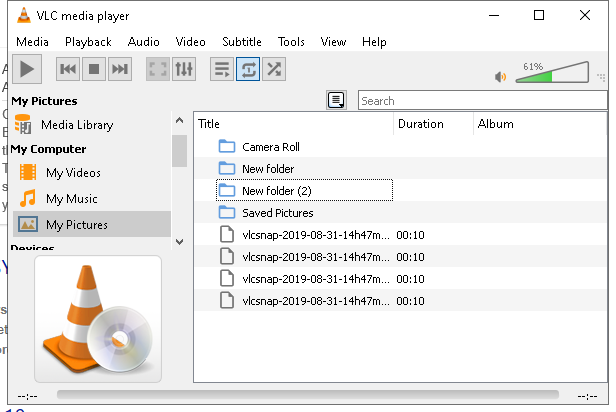 VLC media player
Media Playback Audio Video Subtitle Tools View Help
61%
My Pictures
Media Library
My Computer
My Videos
My Music
My Pictures
Devices
Search
Title Duration Album
Camera Roll
New folder
New folder (2)
Saved Pictures
vlcsnap-2019-08-31-14h47m... 00:10
vlcsnap-2019-08-31-14h47m... 00:10
vlcsnap-2019-08-31-14h47m... 00:10
vlcsnap-2019-08-31-14h47m... 00:10
--:-- --:--